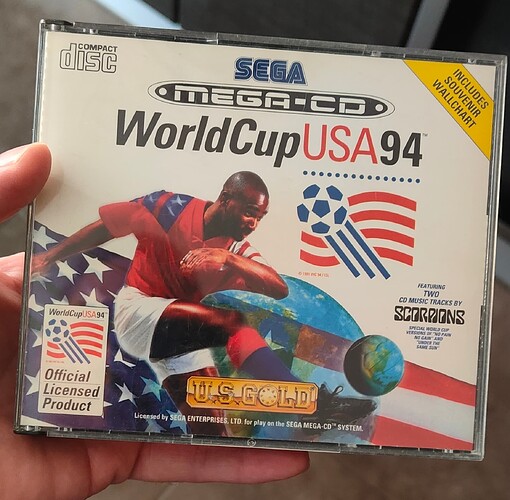 COMPACT
disc
SEGA
MEGA-CD
INCLUDES
SOUVENIR
WALLCHART
WorldCupUSA94™
FEATURING
TWO
CD MUSIC TRACKS BY
SCORPIONS
SPECIAL WORLD CUP
VERSIONS OF "NO PAIN
NO GAIN" AND
"UNDER THE
SAME SUN"
WorldCupUSA94
Official
Licensed
Product
U.S. GOLD
Licensed by SEGA ENTERPRISES, LTD. for play on the SEGA MEGA-CD™ SYSTEM.